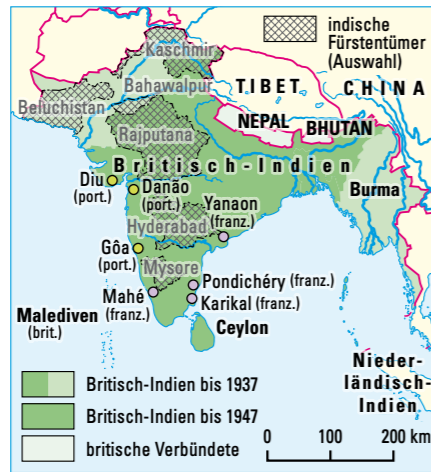 indische
Fürstentümer
(Auswahl)
Kaschmir
TIBET
CHINA
Bahawalpur
Beluchistan
NEPAL
BHUTAN
Rajputana
Britisch-Indien
Burma
Diu
(port.)
Danão
(port.)
Yanaon
(franz.)
Hyderabad
Gôa
(port.)
Mysore
Pondichéry (franz.)
Mahé
(franz.)
Karikal (franz.)
Malediven
(brit.)
Ceylon
Nieder-
ländisch-
Indien
Britisch-Indien bis 1937
Britisch-Indien bis 1947
britische Verbündete
0 100 200 km